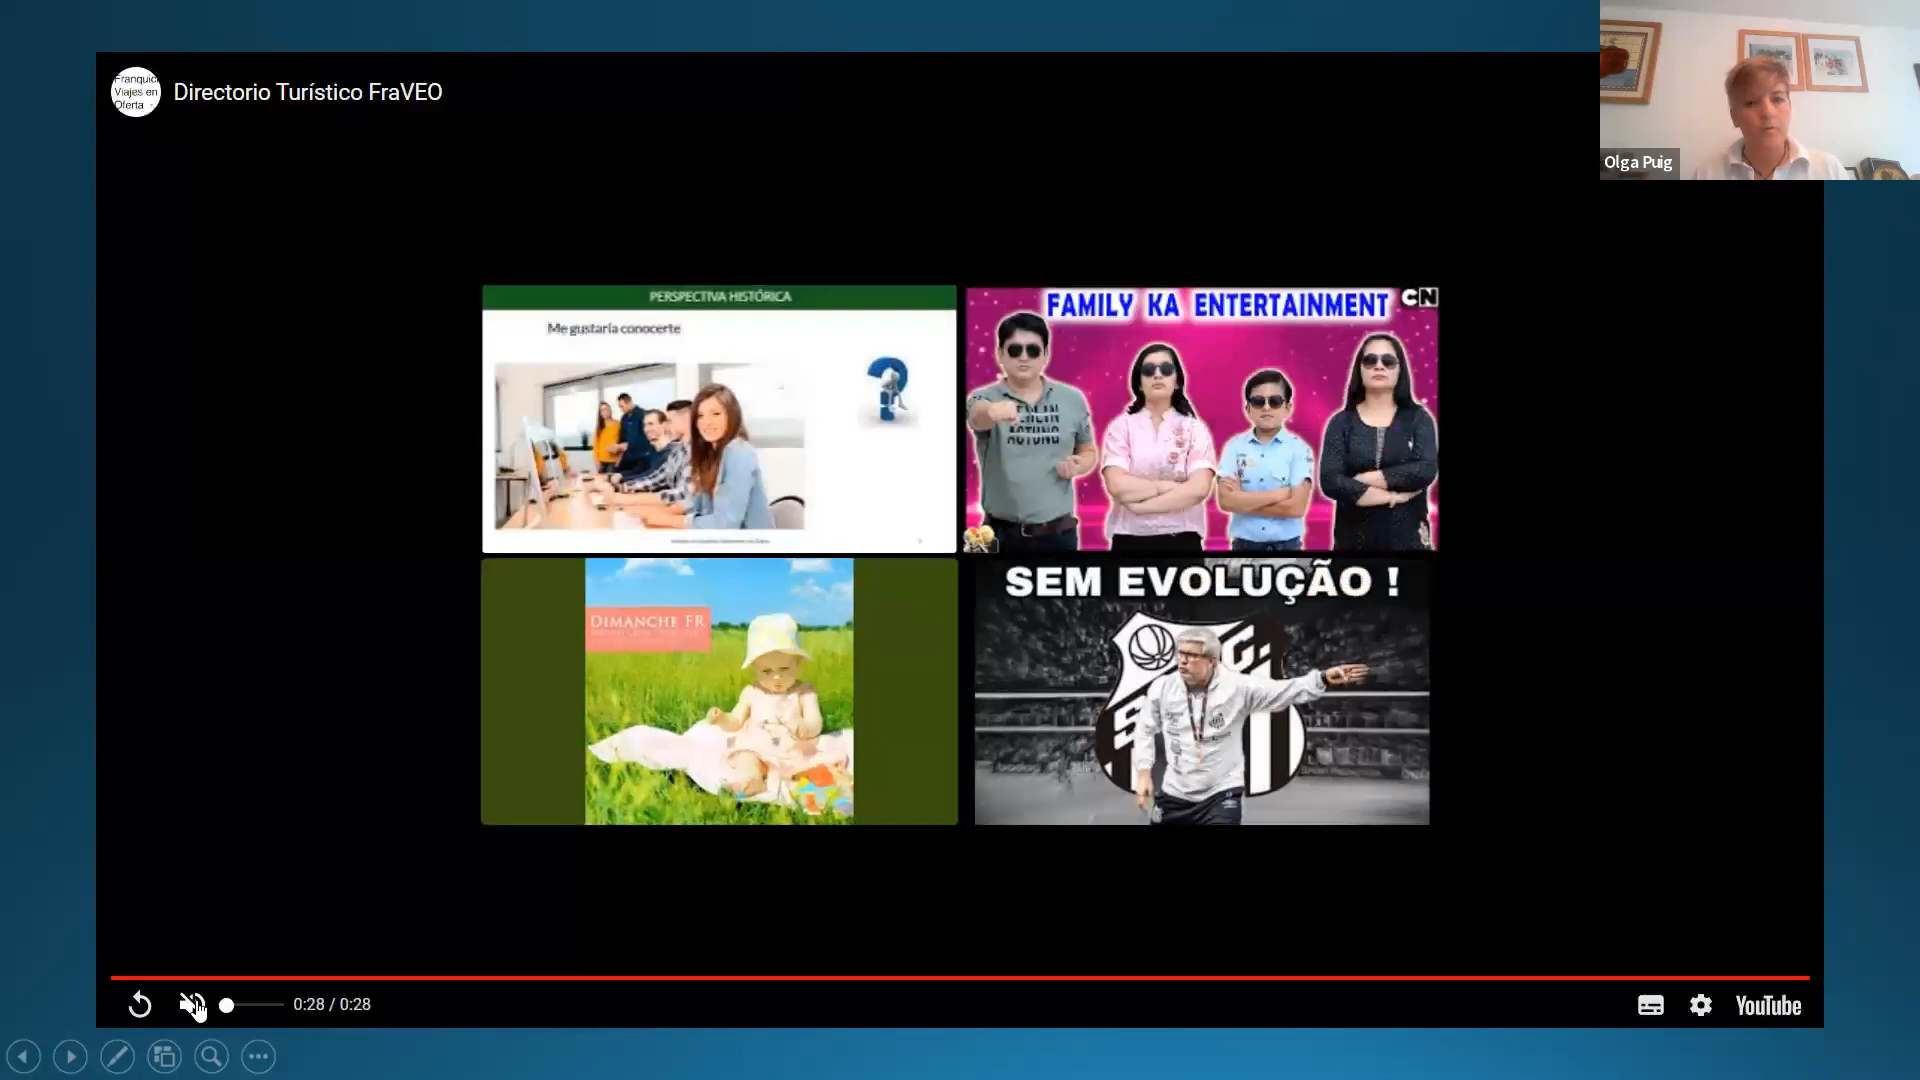 Franquici
Viajes en
Oferta
Directorio Turístico FraVEO
Olga Puig
PERSPECTIVA HISTÓRICA
Me gustaría conocerte
FAMILY KA ENTERTAINMENT
CN
DIMANCHE FR
SEM EVOLUÇÃO !
0:28 / 0:28
YouTube